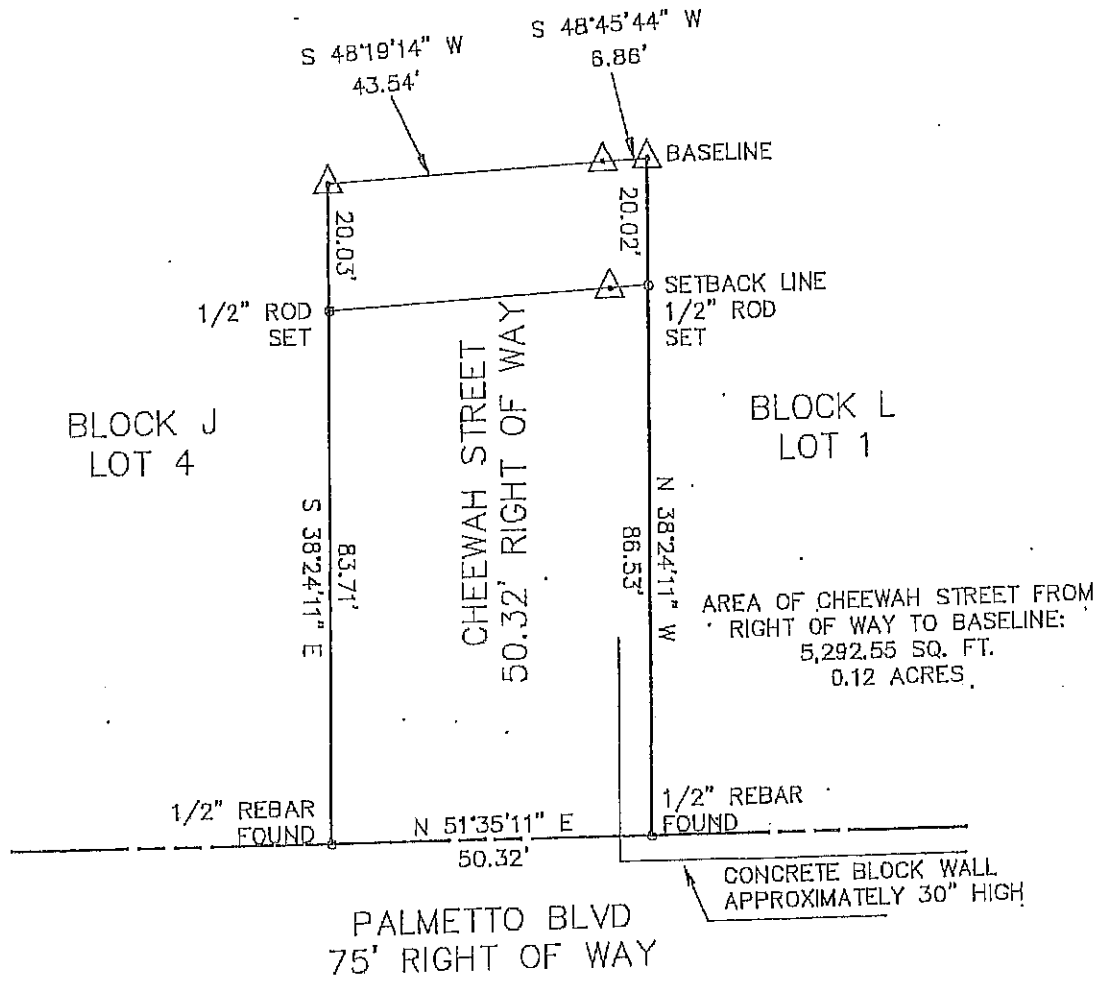 S 48°19'14" W
43.54'
S 48°45'44" W
6.86'
BASELINE
20.03'
20.02'
1/2" ROD
SET
SETBACK LINE
1/2" ROD
SET
BLOCK J
LOT 4
CHEEWAH STREET
50.32' RIGHT OF WAY
BLOCK L
LOT 1
S 38°24'11" E
83.71'
86.53'
N 38°24'11" W
AREA OF CHEEWAH STREET FROM
RIGHT OF WAY TO BASELINE:
5,292.55 SQ. FT.
0.12 ACRES
1/2" REBAR
FOUND
N 51°35'11" E
50.32'
1/2" REBAR
FOUND
CONCRETE BLOCK WALL
APPROXIMATELY 30" HIGH
PALMETTO BLVD
75' RIGHT OF WAY